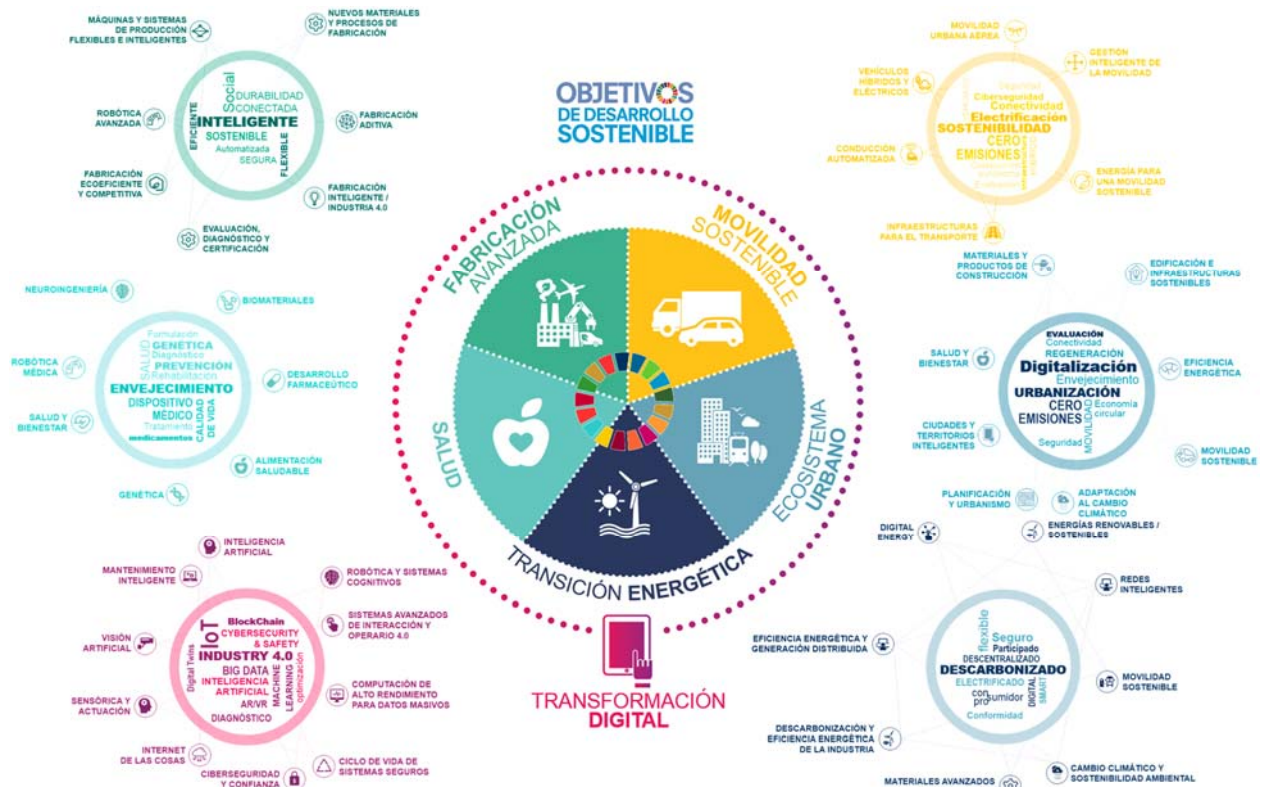 MÁQUINAS Y SISTEMAS
DE PRODUCCIÓN
FLEXIBLES E INTELIGENTES
NUEVOS MATERIALES
Y PROCESOS DE
FABRICACIÓN
ROBÓTICA
AVANZADA
FABRICACIÓN
ADITIVA
FABRICACIÓN
ECOEFICIENTE
Y COMPETITIVA
FABRICACIÓN
INTELIGENTE /
INDUSTRIA 4.0
EVALUACIÓN,
DIAGNÓSTICO Y
CERTIFICACIÓN
Social
DURABILIDAD
CONECTADA
EFICIENTE
INTELIGENTE
SOSTENIBLE
Automatizada
SEGURA
FLEXIBLE
OBJETIVOS
DE DESARROLLO
SOSTENIBLE
MOVILIDAD
URBANA AEREA
GESTION
INTELIGENTE DE
LA MOVILIDAD
VEHÍCULOS
HÍBRIDOS Y
ELÉCTRICOS
CONDUCCIÓN
AUTOMATIZADA
ENERGÍA PARA
UNA MOVILIDAD
SOSTENIBLE
INFRAESTRUCTURAS
PARA EL TRANSPORTE
Seguridad
Ciberseguridad
Conectividad
Electrificación
SOSTENIBILIDAD
CERO
EMISIONES
FABRICACIÓN
AVANZADA
MOVILIDAD
SOSTENIBLE
SALUD
ECOSISTEMA
URBANO
TRANSICIÓN ENERGÉTICA
NEUROINGENIERÍA
BIOMATERIALES
ROBÓTICA
MÉDICA
DESARROLLO
FARMACEÚTICO
SALUD Y
BIENESTAR
ALIMENTACIÓN
SALUDABLE
GENÉTICA
Formulación
GENÉTICA
Diagnóstico
SALUD
PREVENCIÓN
Rehabilitación
ENVEJECIMIENTO
DISPOSITIVO
MÉDICO
Tratamiento
medicamentos
CALIDAD
DE VIDA
MATERIALES Y
PRODUCTOS DE
CONSTRUCCIÓN
EDIFICACIÓN E
INFRAESTRUCTURAS
SOSTENIBLES
SALUD Y
BIENESTAR
EFICIENCIA
ENERGÉTICA
CIUDADES Y
TERRITORIOS
INTELIGENTES
MOVILIDAD
SOSTENIBLE
PLANIFICACIÓN
Y URBANISMO
ADAPTACIÓN
AL CAMBIO
CLIMÁTICO
EVALUACIÓN
Conectividad
REGENERACIÓN
Digitalización
Envejecimiento
URBANIZACIÓN
CERO
EMISIONES
MOVILIDAD
Economía
circular
Seguridad
INTELIGENCIA
ARTIFICIAL
MANTENIMIENTO
INTELIGENTE
ROBÓTICA Y SISTEMAS
COGNITIVOS
VISIÓN
ARTIFICIAL
SISTEMAS AVANZADOS
DE INTERACCIÓN Y
OPERARIO 4.0
SENSÓRICA Y
ACTUACIÓN
COMPUTACIÓN DE
ALTO RENDIMIENTO
PARA DATOS MASIVOS
INTERNET
DE LAS COSAS
CIBERSEGURIDAD
Y CONFIANZA
CICLO DE VIDA DE
SISTEMAS SEGUROS
BlockChain
IoT
CYBERSECURITY
& SAFETY
Digital Twins
INDUSTRY 4.0
BIG DATA
INTELIGENCIA
ARTIFICIAL
AR/VR
DIAGNÓSTICO
MACHINE
LEARNING
optimización
TRANSFORMACIÓN
DIGITAL
DIGITAL
ENERGY
ENERGÍAS RENOVABLES /
SOSTENIBLES
REDES
INTELIGENTES
EFICIENCIA ENERGÉTICA Y
GENERACIÓN DISTRIBUIDA
MOVILIDAD
SOSTENIBLE
DESCARBONIZACIÓN Y
EFICIENCIA ENERGÉTICA
DE LA INDUSTRIA
MATERIALES AVANZADOS
CAMBIO CLIMÁTICO Y
SOSTENIBILIDAD AMBIENTAL
flexible
Seguro
Participado
DESCENTRALIZADO
DESCARBONIZADO
ELECTRIFICADO
con
pro
sumidor
DIGITAL
SMART
Conformidad